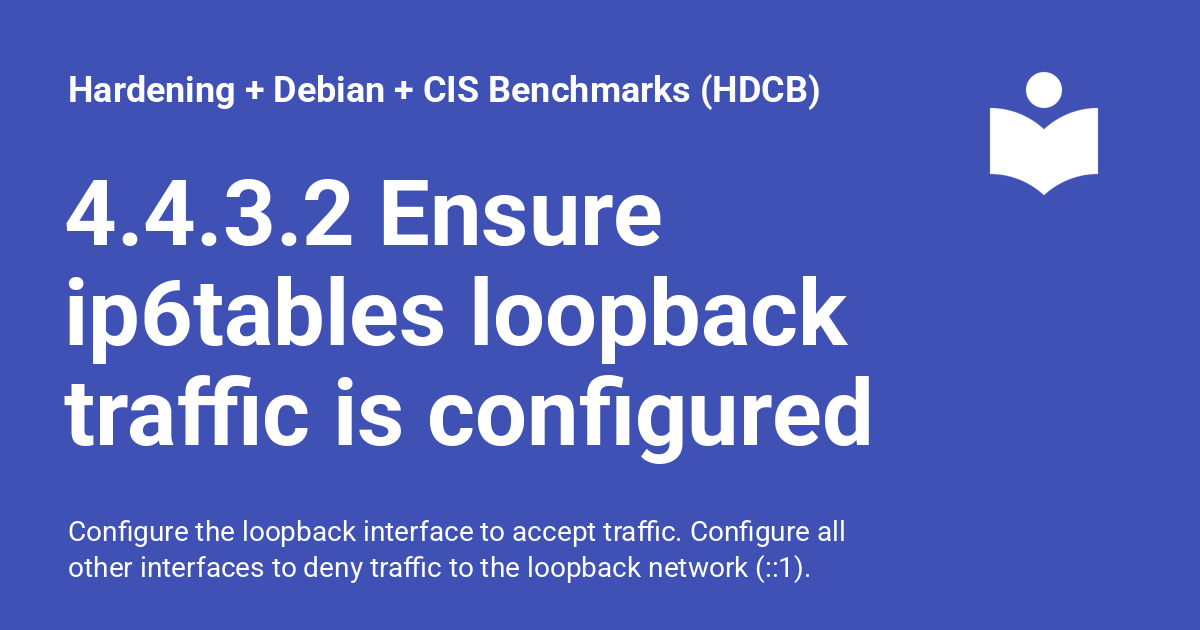 Hardening + Debian + CIS Benchmarks (HDCB)
4.4.3.2 Ensure
ip6tables loopback
traffic is configured
Configure the loopback interface to accept traffic. Configure all
other interfaces to deny traffic to the loopback network (::1).